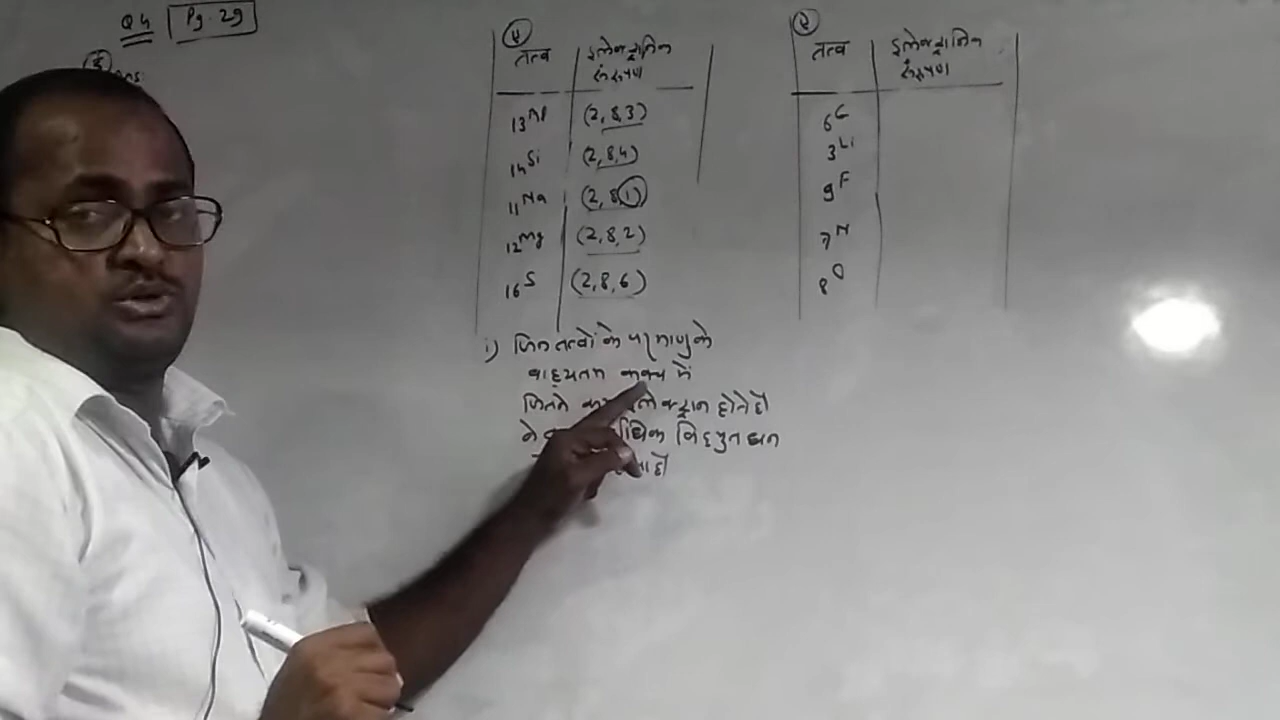 Q4 Pg. 29
Ans:
तत्व इलेक्ट्रानिक
संरूपण
13Al (2,8,3)
14Si (2,8,4)
11Na (2,8,1)
12Mg (2,8,2)
16S (2,8,6)
i) जिन तत्वों के परमाणु के
वाह्यतम कक्ष में
जितने कम इलेक्ट्रान होते हैं
विद्युत धन
तत्व इलेक्ट्रानिक
संरूपण
6C
3Li
9F
7N
8O